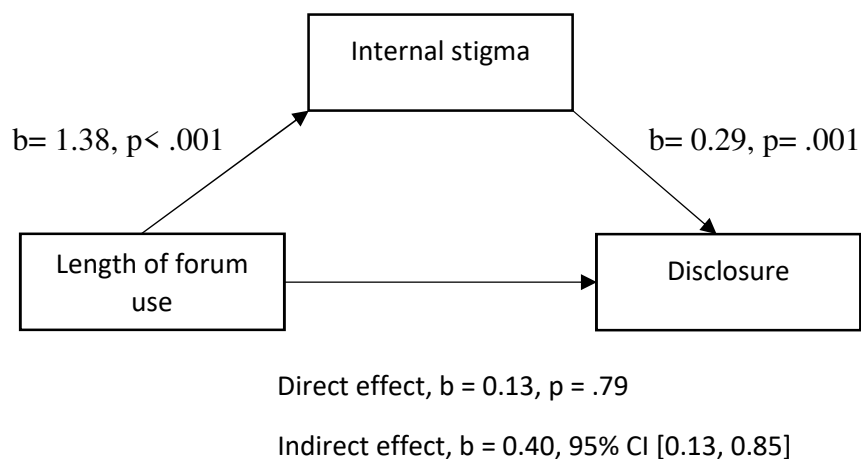 Internal stigma
b= 1.38, p< .001
b= 0.29, p= .001
Length of forum
use
Disclosure
Direct effect, b = 0.13, p = .79
Indirect effect, b = 0.40, 95% CI [0.13, 0.85]